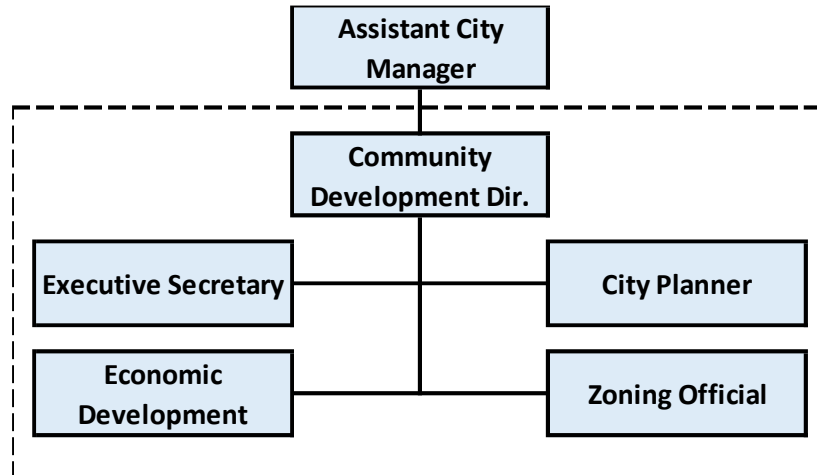 Assistant City
Manager
Community
Development Dir.
Executive Secretary
City Planner
Economic
Development
Zoning Official